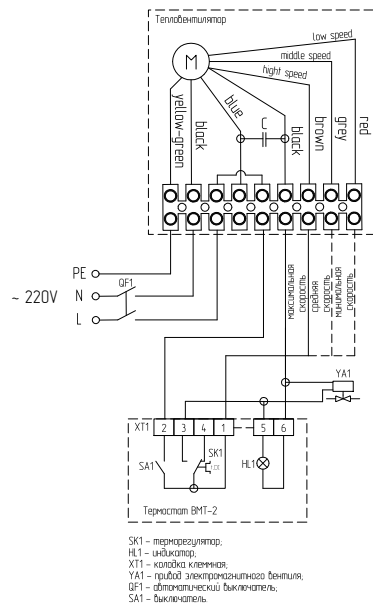 Тепловентилятор
low speed
middle speed
hight speed
M
yellow-green
black
blue
C
black
brown
grey
red
PE
QF1
~ 220V
N
L
максимальная
скорость
средняя
скорость
минимальная
скорость
YA1
XT1
2
3
4
1
5
6
SA1
SK1
t,C
HL1
Термостат ВМТ-2
SK1 – терморегулятор;
HL1 – индикатор;
XT1 – колодка клеммная;
YA1 – привод электромагнитного вентиля;
QF1 – автоматический выключатель;
SA1 – выключатель.